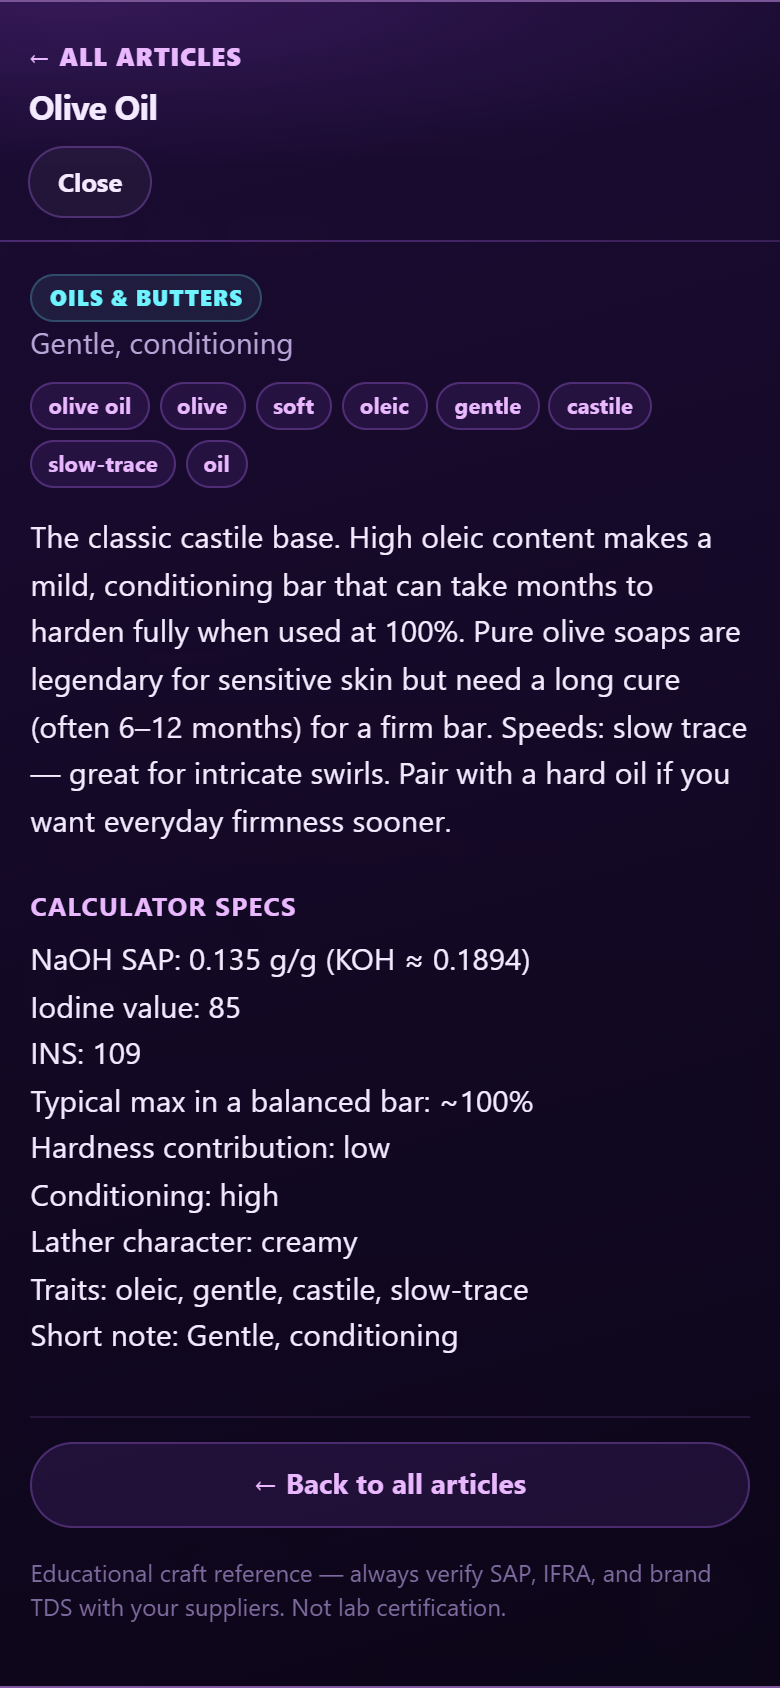 ← ALL ARTICLES
Olive Oil
Close
OILS & BUTTERS
Gentle, conditioning
olive oil olive soft oleic gentle castile
slow-trace oil
The classic castile base. High oleic content makes a
mild, conditioning bar that can take months to
harden fully when used at 100%. Pure olive soaps are
legendary for sensitive skin but need a long cure
(often 6–12 months) for a firm bar. Speeds: slow trace
— great for intricate swirls. Pair with a hard oil if you
want everyday firmness sooner.
CALCULATOR SPECS
NaOH SAP: 0.135 g/g (KOH ≈ 0.1894)
Iodine value: 85
INS: 109
Typical max in a balanced bar: ~100%
Hardness contribution: low
Conditioning: high
Lather character: creamy
Traits: oleic, gentle, castile, slow-trace
Short note: Gentle, conditioning
← Back to all articles
Educational craft reference — always verify SAP, IFRA, and brand
TDS with your suppliers. Not lab certification.